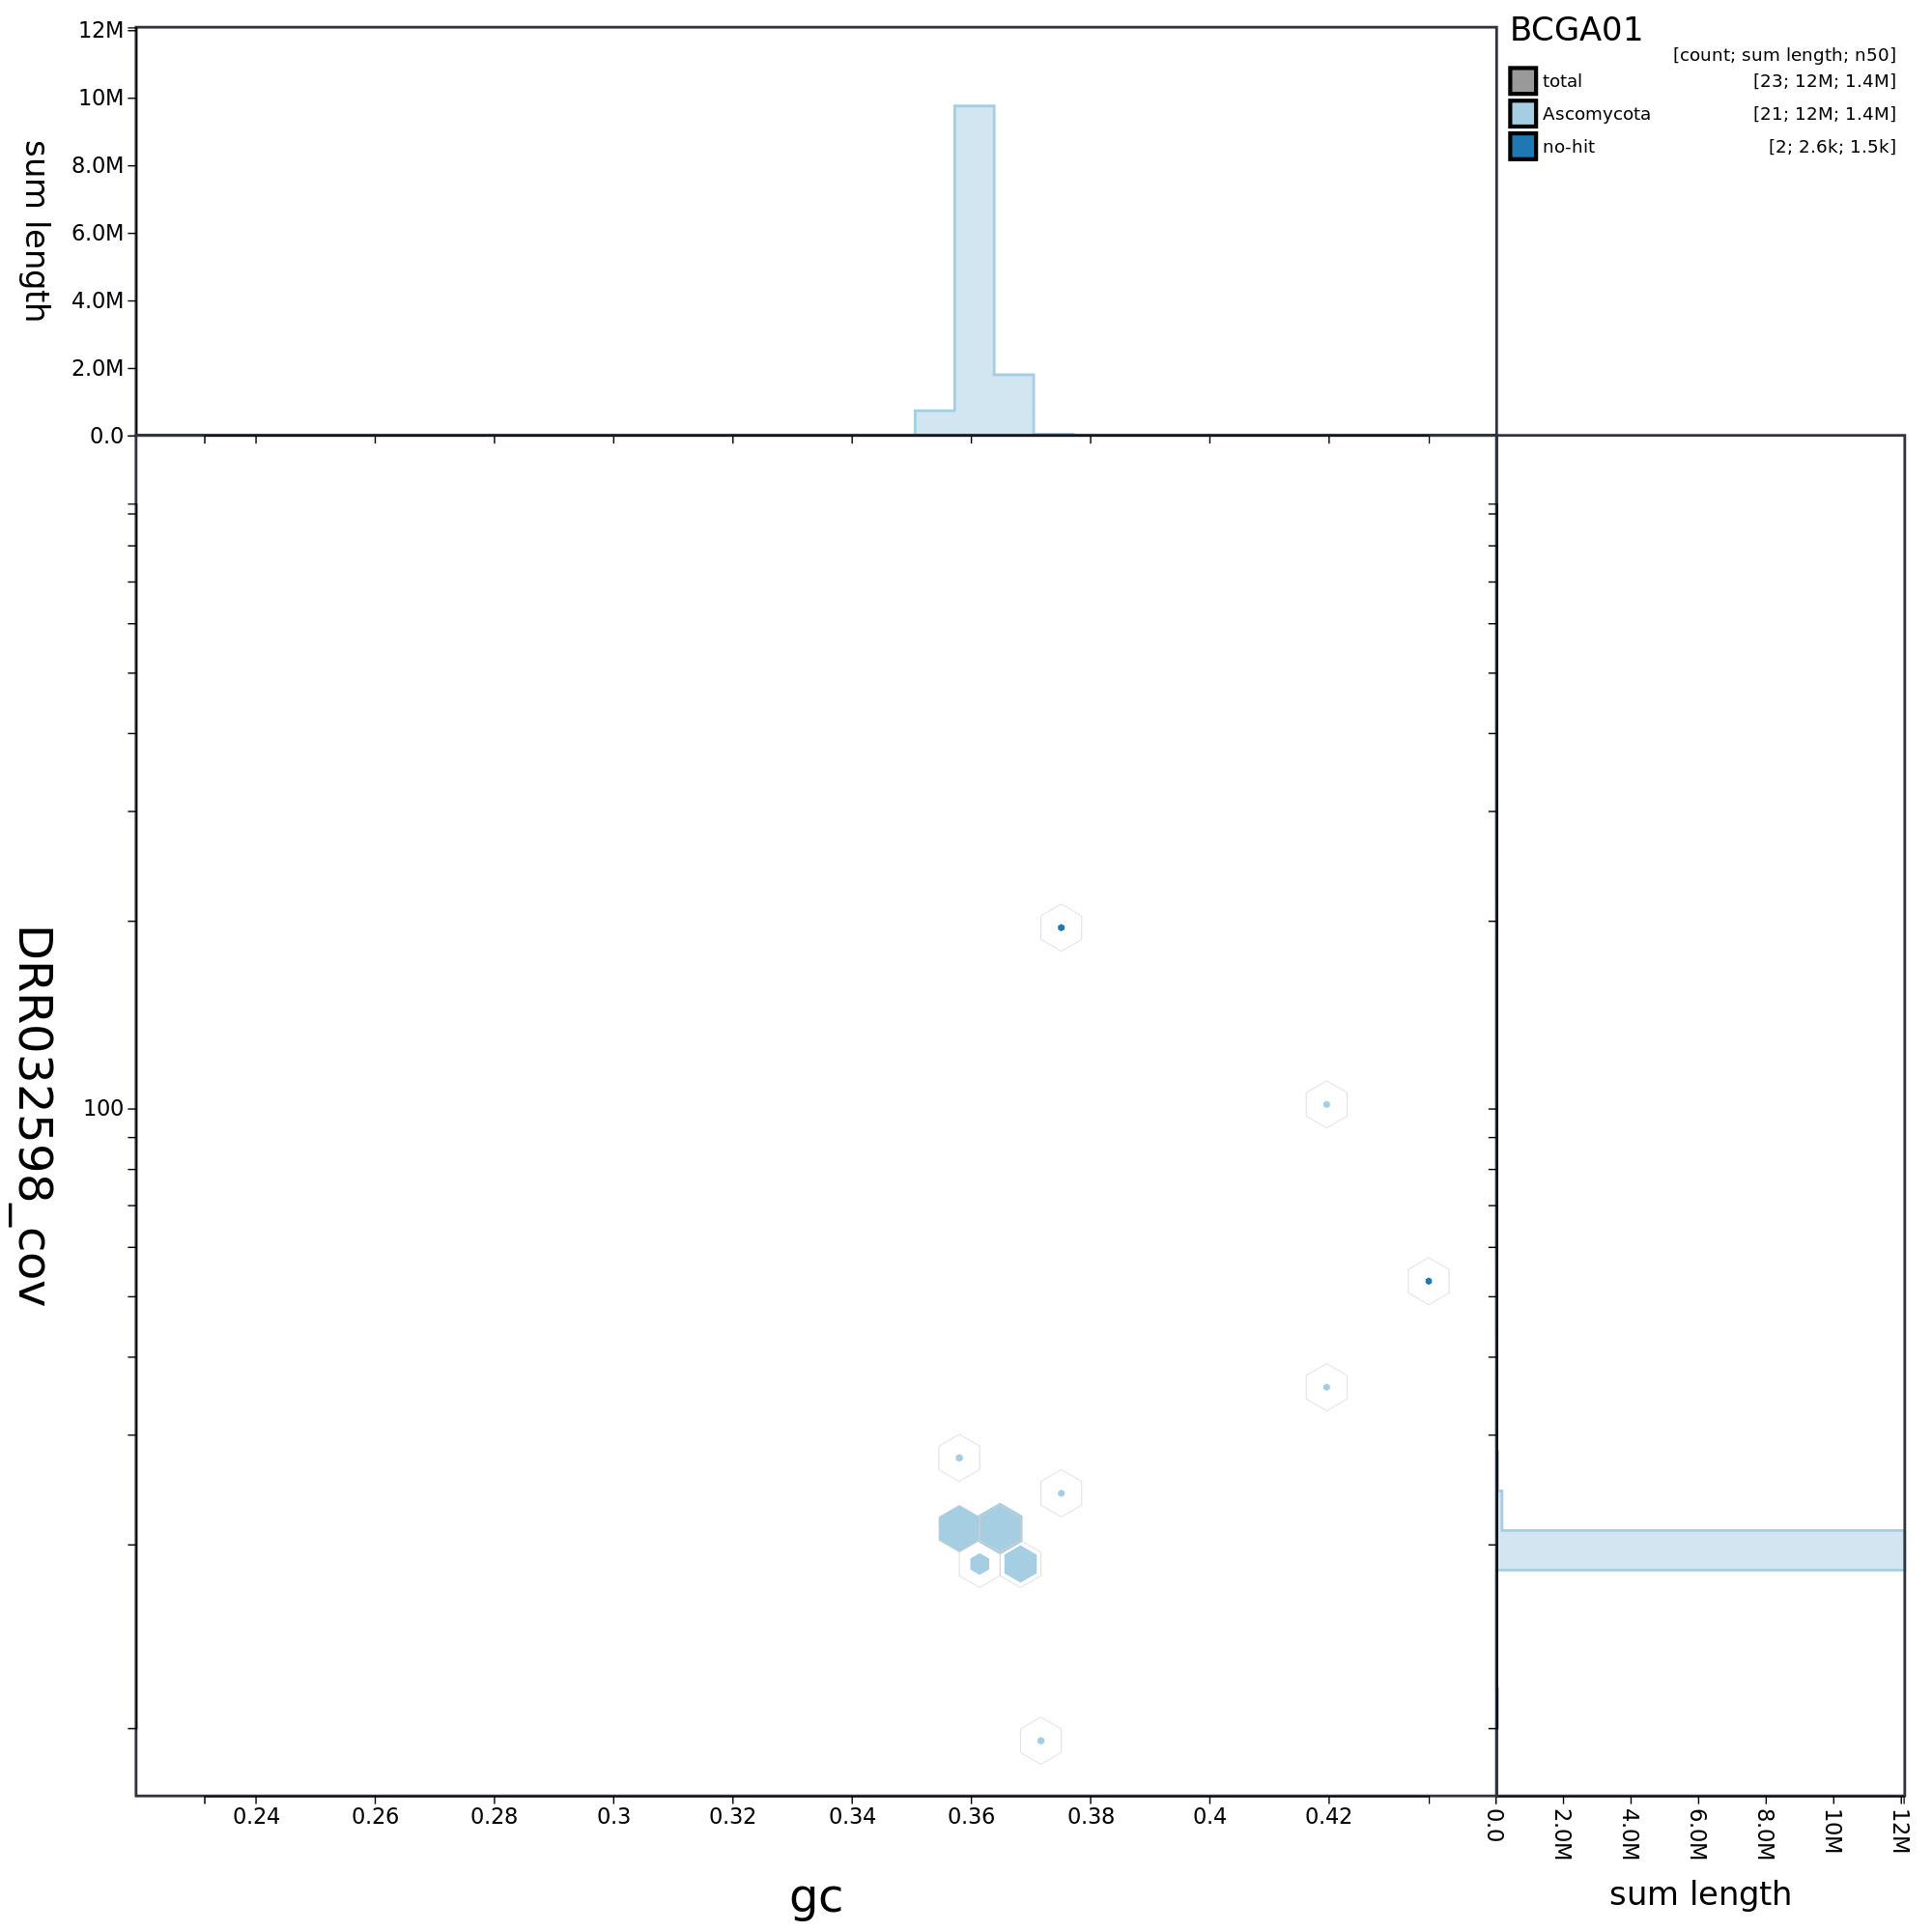 BCGA01
[count; sum length; n50]
total [23; 12M; 1.4M]
Ascomycota [21; 12M; 1.4M]
no-hit [2; 2.6k; 1.5k]
sum length
12M
10M
8.0M
6.0M
4.0M
2.0M
0.0
DRR032598_cov
100
0.24 0.26 0.28 0.3 0.32 0.34 0.36 0.38 0.4 0.42
gc
0.0 2.0M 4.0M 6.0M 8.0M 10M 12M
sum length